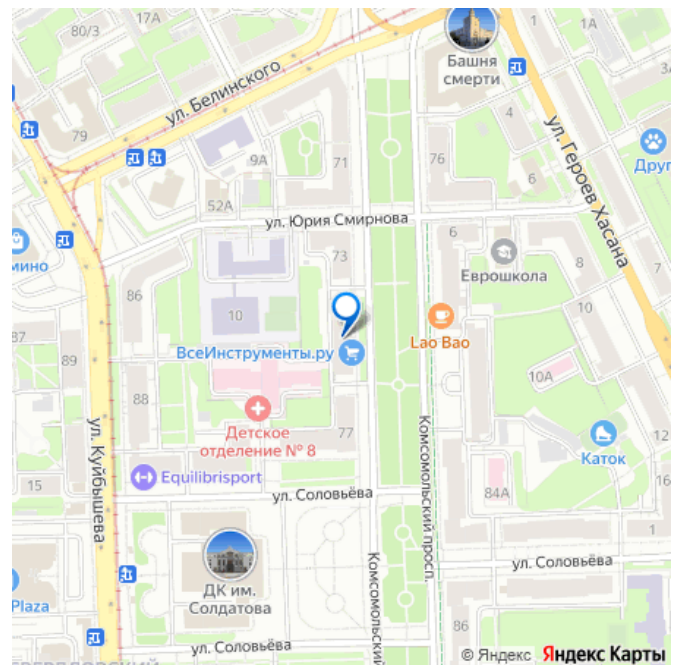 80/3
17А
1
1А
Башня
смерти
4
79
ул. Белинского
9А
71
76
6
ул. Героев Хасана
Друг
52А
ул. Юрия Смирнова
мино
73
6
Еврошкола
8
7
86
10
10
Lao Bao
ВсеИнструменты.ру
87
89
10А
88
Детское
отделение № 8
77
Каток
12
ул. Куйбышева
Комсомольский просп.
Equilibrisport
15
ул. Соловьёва
84А
16
1
ул. Соловьёва
ДК им.
Солдатова
Plaza
Комсомольский
86
ул. Соловьёва
© Яндекс Яндекс Карты